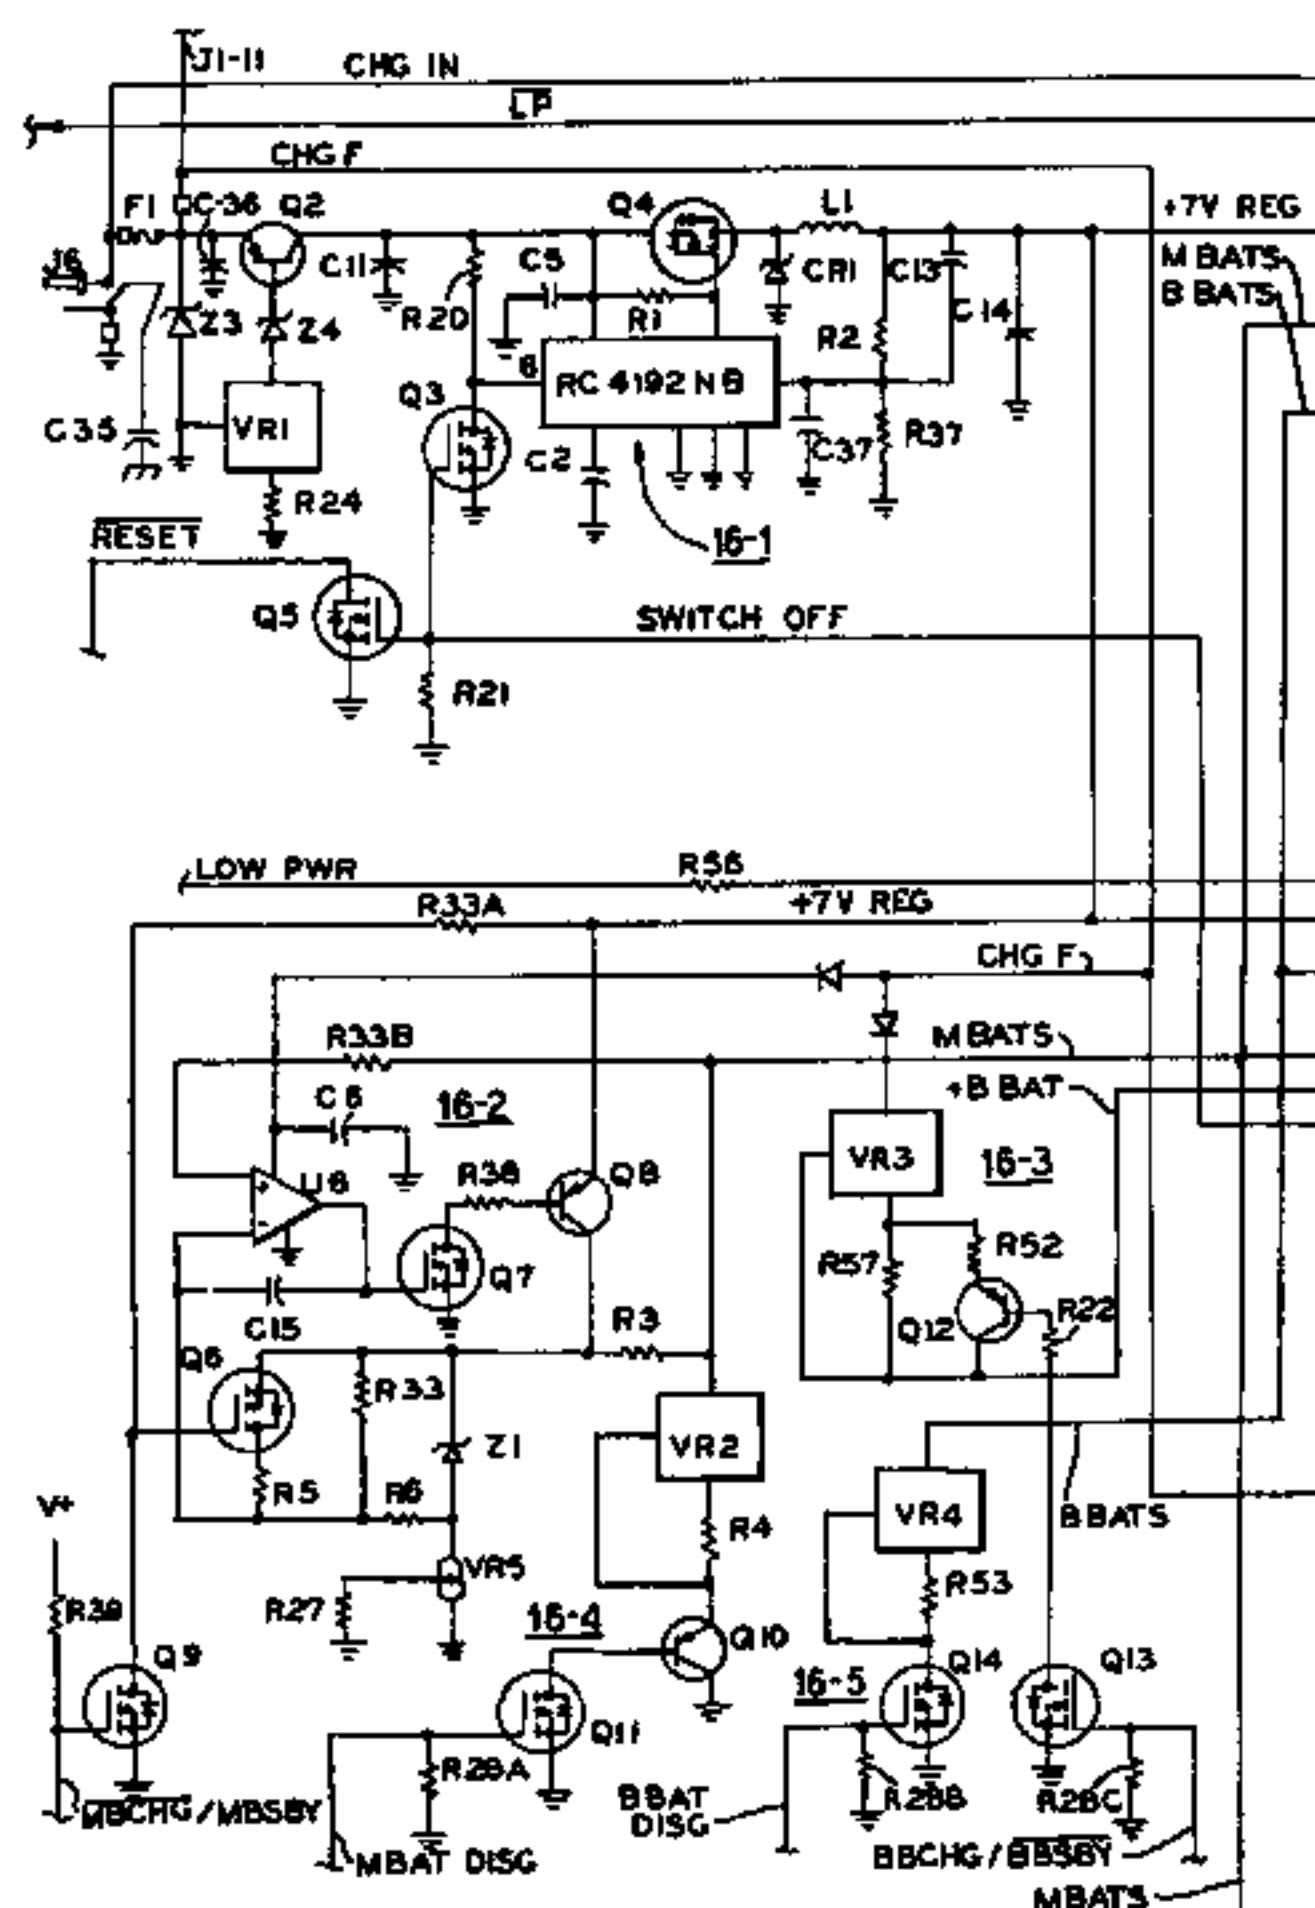 J1-11
CHG IN
LP
CHG F
F1
C-36
Q2
Q4
L1
+7V REG
M BATS
B BATS
J6
C11
C5
CR1
C13
C14
Z3
Z4
R20
R1
R2
6
RC 4192 NB
Q3
C35
VR1
C2
C37
R37
R24
16-1
RESET
Q5
SWITCH OFF
R21
LOW PWR
R56
R33A
+7V REG
CHG F
R33B
M BATS
C6
16-2
+B BAT
VR3
16-3
U6
R38
Q8
R57
R52
Q7
Q12
R22
C15
R3
Q6
R33
Z1
VR2
R5
R6
V+
R4
VR4
B BATS
VR5
R53
R39
R27
16-4
Q10
Q9
Q14
Q13
16-5
Q11
R28A
R28B
R28C
MBCHG/MBSBY
BBAT
DISG
MBAT DISG
BBCHG/BBSBY
MBATS